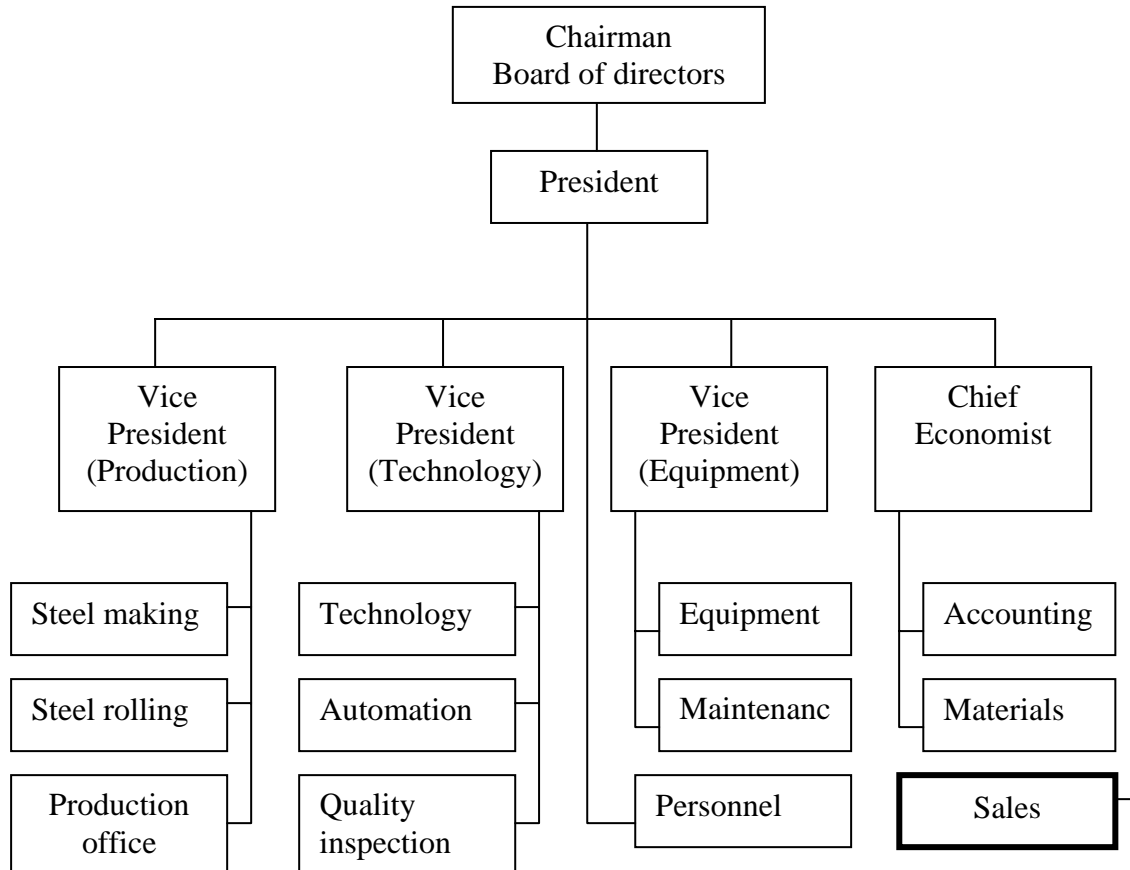 Chairman
Board of directors
President
Vice
President
(Production)
Vice
President
(Technology)
Vice
President
(Equipment)
Chief
Economist
Steel making
Technology
Equipment
Accounting
Steel rolling
Automation
Maintenanc
Materials
Production
office
Quality
inspection
Personnel
Sales